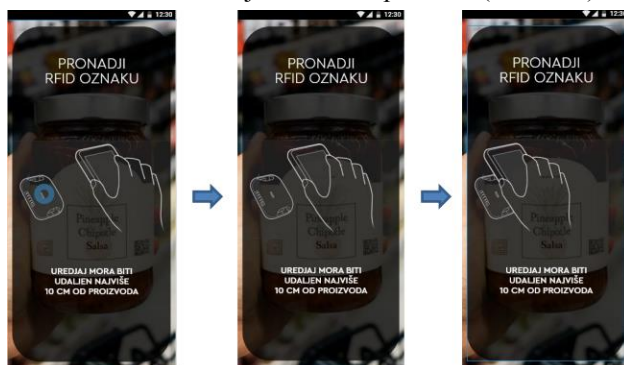 12:30
PRONADJI
RFID OZNAKU
Pineapple
Chipotle
Salsa
UREDJAJ MORA BITI
UDALJEN NAJVIŠE
10 CM OD PROIZVODA
12:30
PRONADJI
RFID OZNAKU
Pineapple
Chipotle
Salsa
UREDJAJ MORA BITI
UDALJEN NAJVIŠE
10 CM OD PROIZVODA
12:30
PRONADJI
RFID OZNAKU
Pineapple
Chipotle
Salsa
UREDJAJ MORA BITI
UDALJEN NAJVIŠE
10 CM OD PROIZVODA